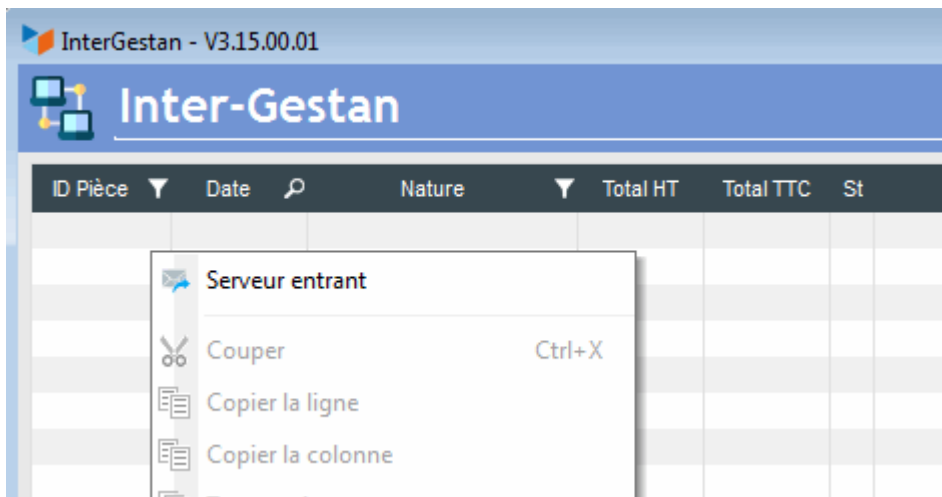 InterGestan - V3.15.00.01
Inter-Gestan
ID Pièce Date Nature Total HT Total TTC St
Serveur entrant
Couper Ctrl+X
Copier la ligne
Copier la colonne